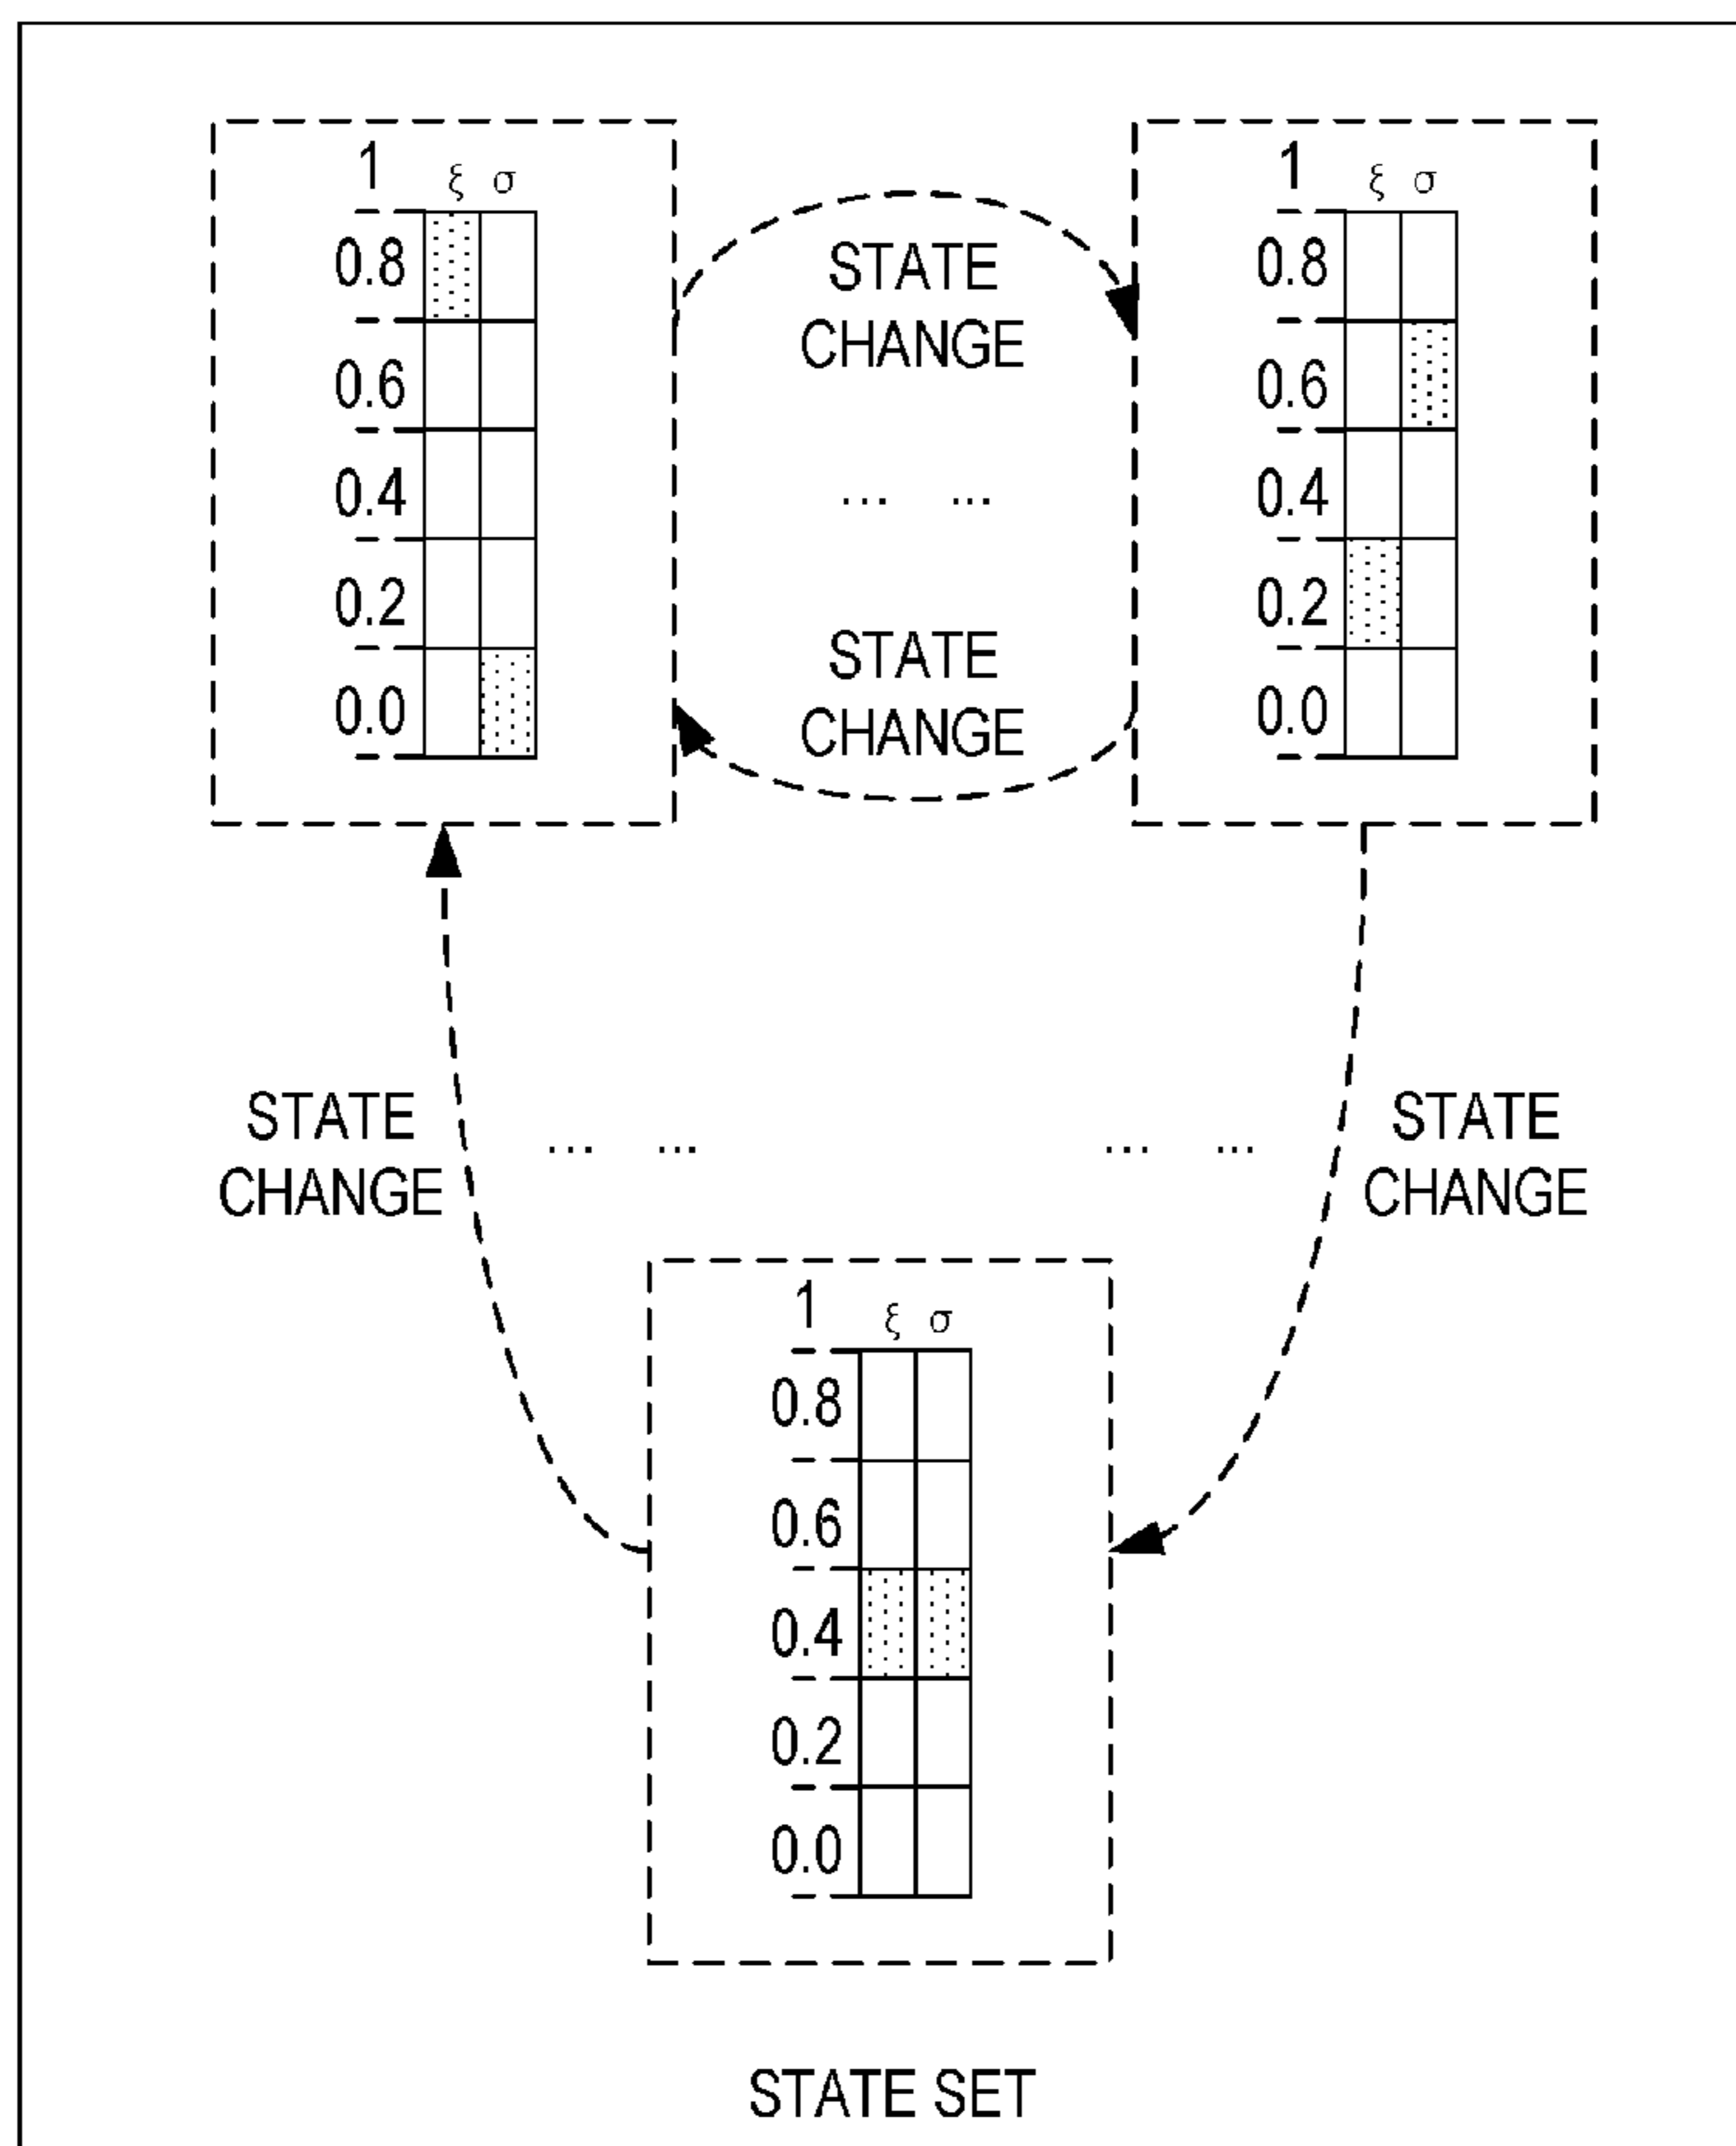 1 ξ σ
0.8
0.6
0.4
0.2
0.0
STATE
CHANGE
... ...
STATE
CHANGE
1 ξ σ
0.8
0.6
0.4
0.2
0.0
STATE
CHANGE
... ...
... ...
STATE
CHANGE
1 ξ σ
0.8
0.6
0.4
0.2
0.0
STATE SET